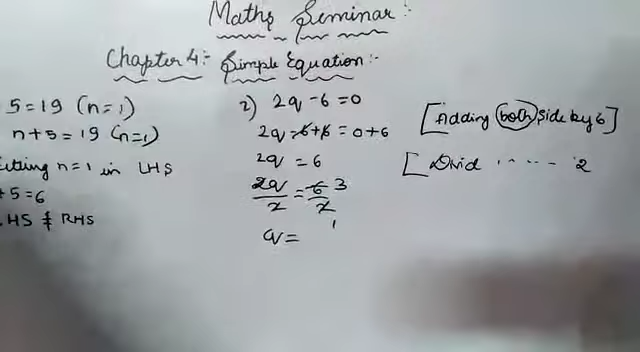 Maths Seminar:
Chapter 4:- Simple Equation:-
5=19 (n=1)
n+5=19 (n=1)
etting n=1 in LHS
+5=6
LHS ≠ RHS
2) 2q-6=0
2q-6+6=0+6
2q=6
2q/2=6/2 3
q=
[Adding both side by 6]
[Divid ..... 2